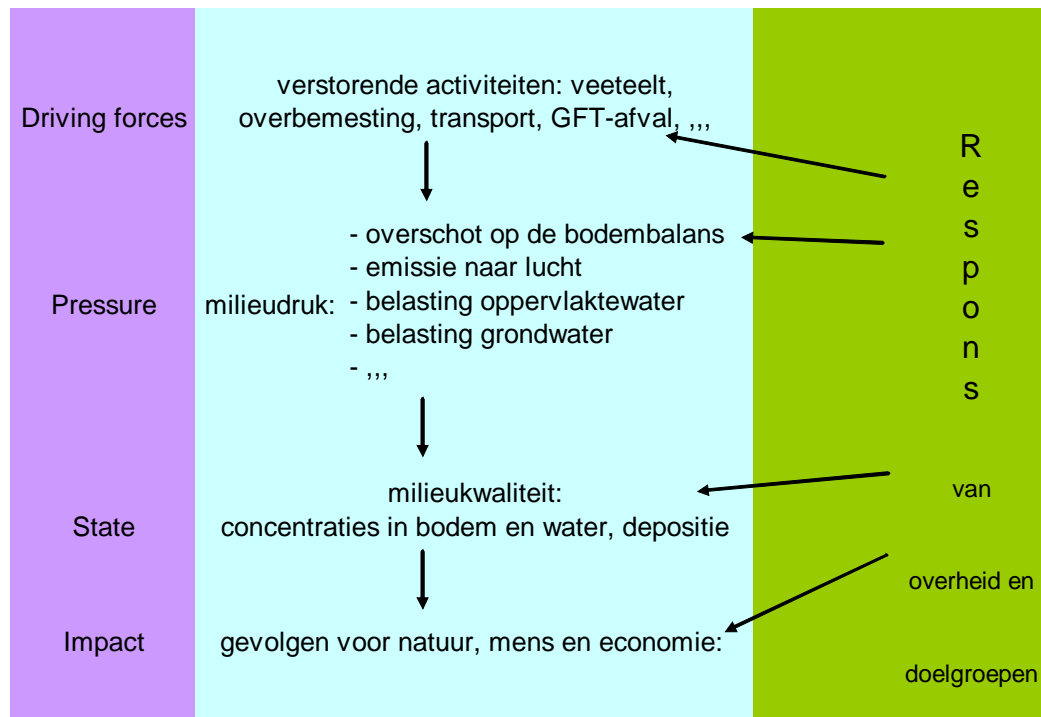 Driving forces
verstorende activiteiten: veeteelt,
overbemesting, transport, GFT-afval, ,,,
Pressure
milieudruk:
- overschot op de bodembalans
- emissie naar lucht
- belasting oppervlaktewater
- belasting grondwater
- ,,,
State
milieukwaliteit:
concentraties in bodem en water, depositie
Impact
gevolgen voor natuur, mens en economie:
R
e
s
p
o
n
s
van
overheid en
doelgroepen